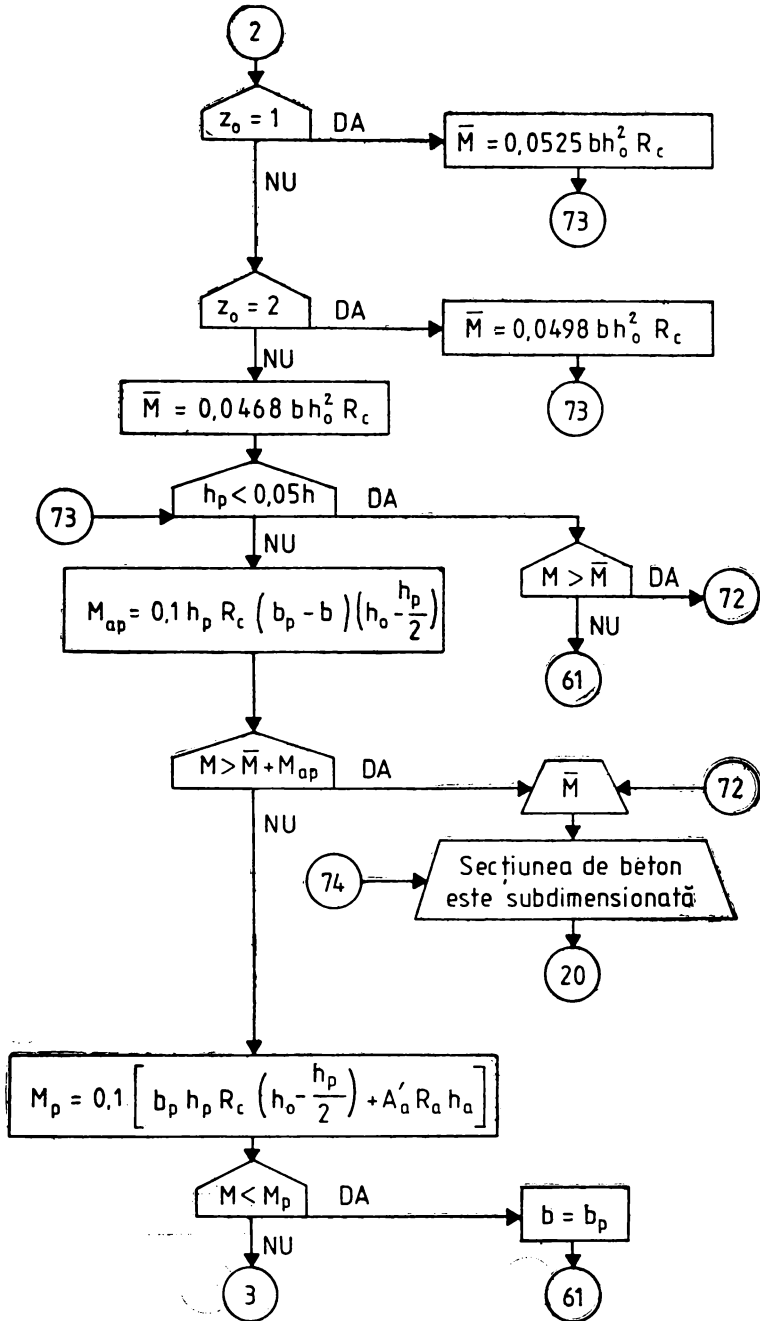 2
z₀ = 1
DA
M̅ = 0,0525 bh₀² R_c
NU
73
z₀ = 2
DA
M̅ = 0,0498 bh₀² R_c
NU
M̅ = 0,0468 bh₀² R_c
73
73
h_p < 0,05h
DA
NU
M > M̅
DA
72
M_ap = 0,1 h_p R_c (b_p − b)(h₀ − h_p/2)
NU
61
M > M̅ + M_ap
DA
M̅
72
NU
74
Secțiunea de beton
este subdimensionată
20
M_p = 0,1 [b_p h_p R_c (h₀ − h_p/2) + A'_a R_a h_a]
M < M_p
DA
b = b_p
NU
3
61